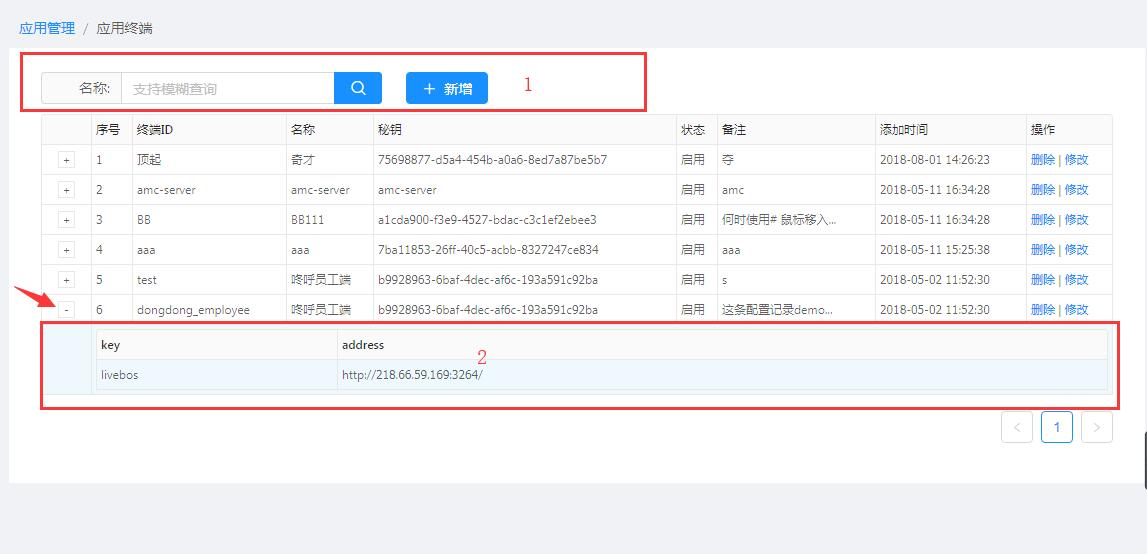 应用管理 / 应用终端
名称: 支持模糊查询 + 新增 1
序号 终端ID 名称 秘钥 状态 备注 添加时间 操作
+ 1 顶起 奇才 75698877-d5a4-454b-a0a6-8ed7a87be5b7 启用 夺 2018-08-01 14:26:23 删除 | 修改
+ 2 amc-server amc-server amc-server 启用 amc 2018-05-11 16:34:28 删除 | 修改
+ 3 BB BB111 a1cda900-f3e9-4527-bdac-c3c1ef2ebee3 启用 何时使用# 鼠标移入... 2018-05-11 16:34:28 删除 | 修改
+ 4 aaa aaa 7ba11853-26ff-40c5-acbb-8327247ce834 启用 aaa 2018-05-11 15:25:38 删除 | 修改
+ 5 test 咚呼员工端 b9928963-6baf-4dec-af6c-193a591c92ba 启用 s 2018-05-02 11:52:30 删除 | 修改
- 6 dongdong_employee 咚呼员工端 b9928963-6baf-4dec-af6c-193a591c92ba 启用 这条配置记录demo... 2018-05-02 11:52:30 删除 | 修改
key address 2
livebos http://218.66.59.169:3264/
< 1 >